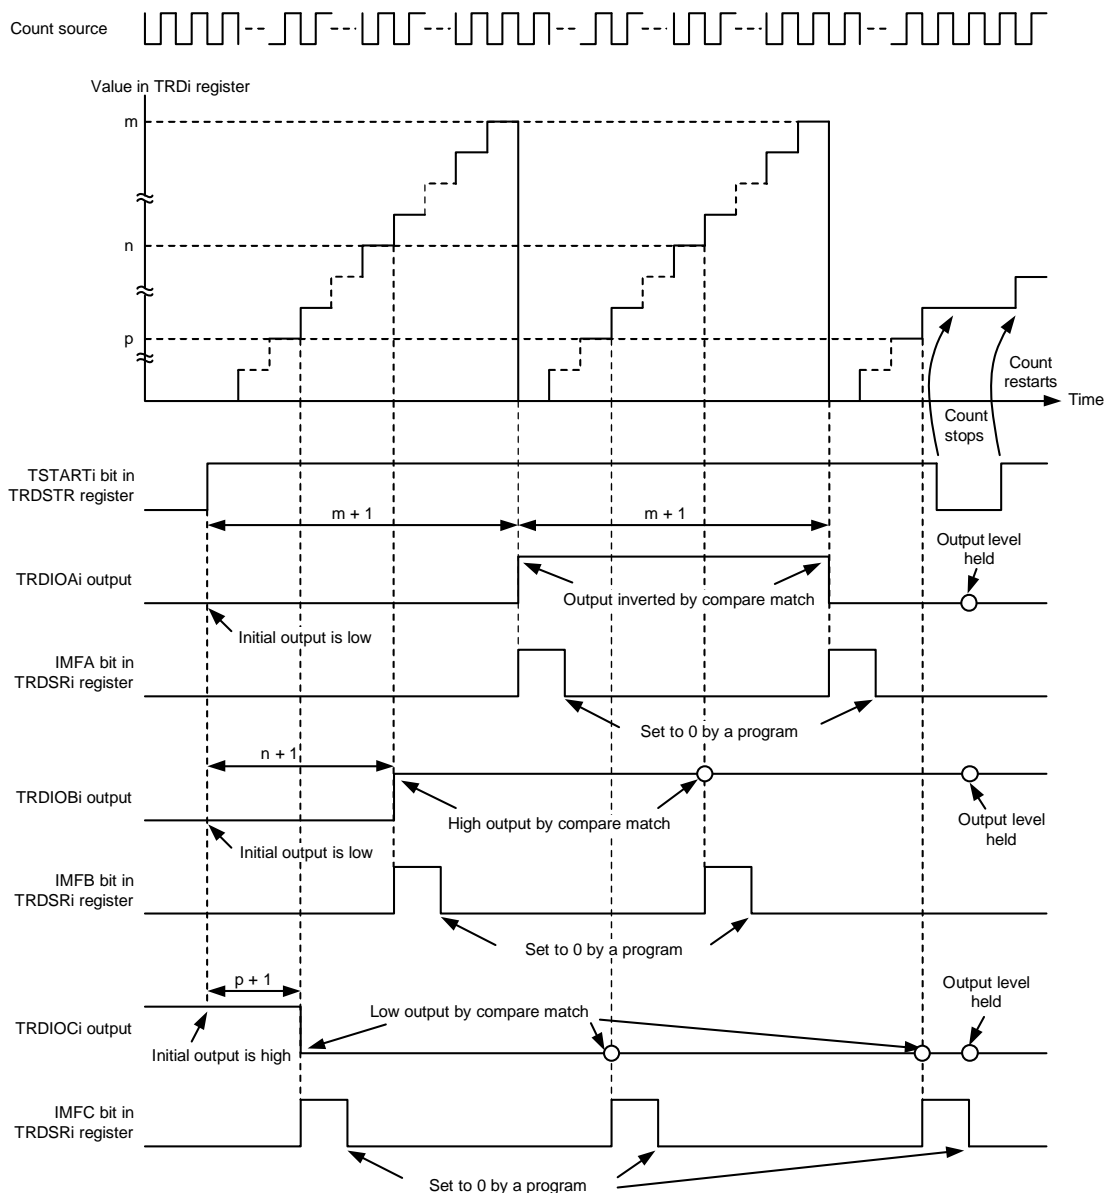 Count source
Value in TRDi register
m
n
p
Count
restarts
Time
Count
stops
TSTARTi bit in
TRDSTR register
m + 1
m + 1
Output level
held
TRDIOAi output
Output inverted by compare match
Initial output is low
IMFA bit in
TRDSRi register
Set to 0 by a program
n + 1
TRDIOBi output
High output by compare match
Output level
held
Initial output is low
IMFB bit in
TRDSRi register
Set to 0 by a program
p + 1
Output level
held
Low output by compare match
TRDIOCi output
Initial output is high
IMFC bit in
TRDSRi register
Set to 0 by a program